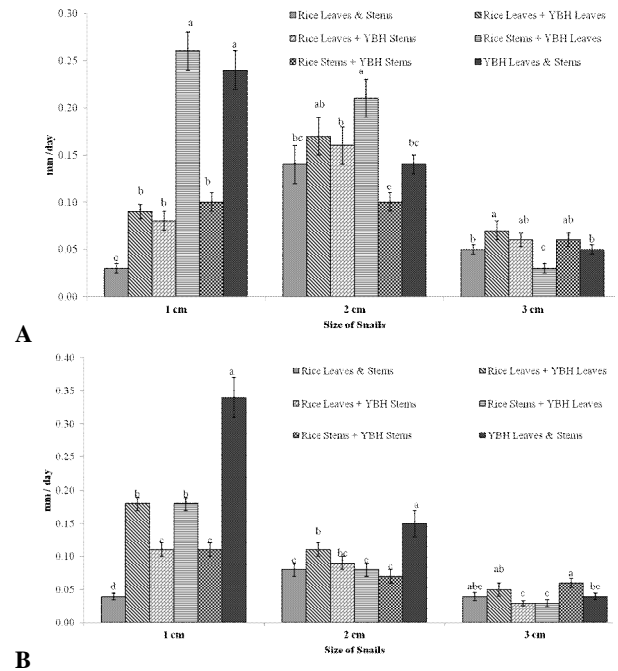 0.30
0.25
0.20
0.15
0.10
0.05
0.00
mm /day
Rice Leaves & Stems
Rice Leaves + YBH Leaves
Rice Leaves + YBH Stems
Rice Stems + YBH Leaves
Rice Stems + YBH Stems
YBH Leaves & Stems
c b b a b a
bc ab b a c bc
b a ab c ab b
1 cm 2 cm 3 cm
Size of Snails
A
0.40
0.35
0.30
0.25
0.20
0.15
0.10
0.05
0.00
mm / day
Rice Leaves & Stems
Rice Leaves + YBH Leaves
Rice Leaves + YBH Stems
Rice Stems + YBH Leaves
Rice Stems + YBH Stems
YBH Leaves & Stems
d b c b c a
c b bc c c a
abc ab c c a bc
1 cm 2 cm 3 cm
Size of Snails
B